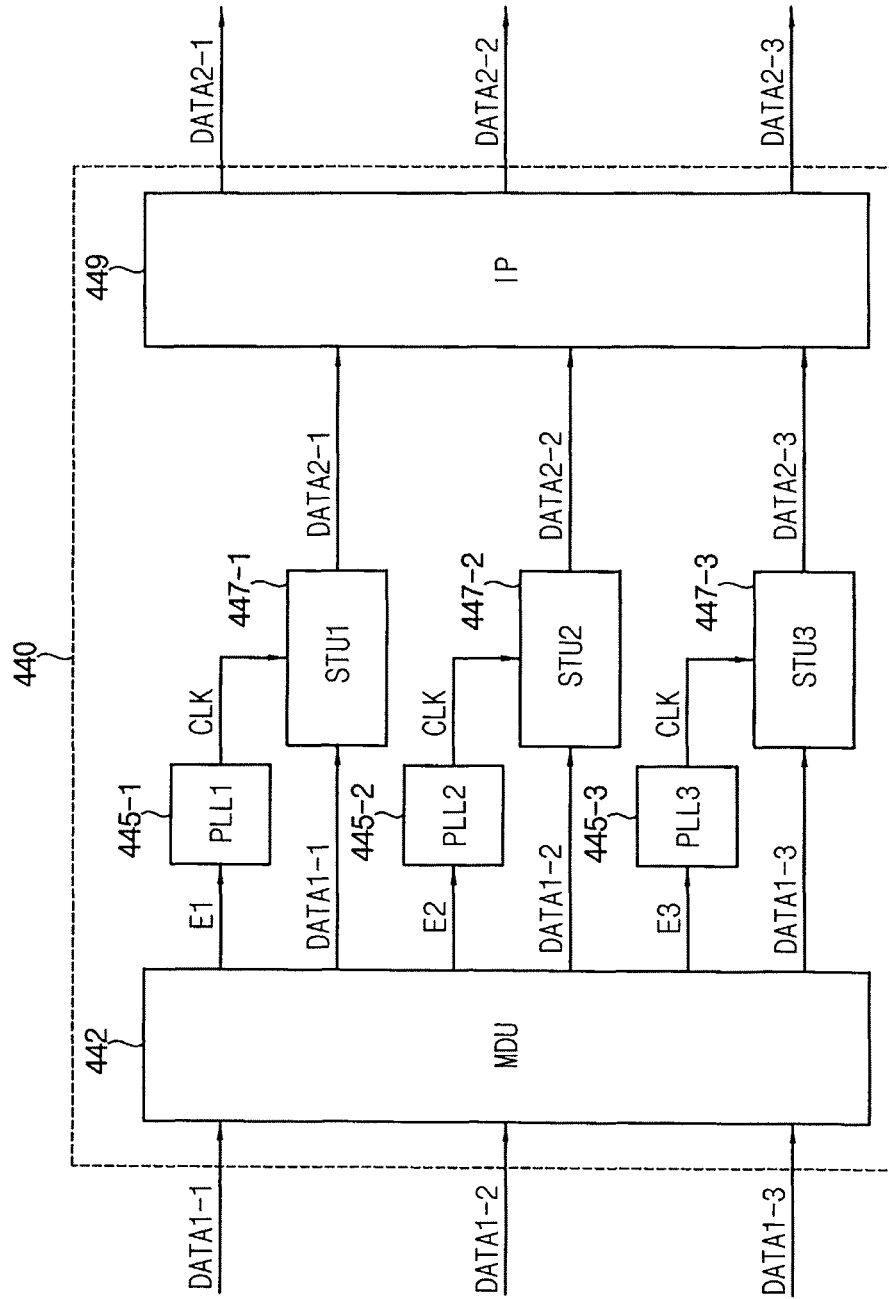 440
DATA1-1
DATA1-2
DATA1-3
442
MDU
E1
DATA1-1
E2
DATA1-2
E3
DATA1-3
445-1
PLL1
CLK
445-2
PLL2
CLK
445-3
PLL3
CLK
447-1
STU1
447-2
STU2
447-3
STU3
DATA2-1
DATA2-2
DATA2-3
449
IP
DATA2-1
DATA2-2
DATA2-3